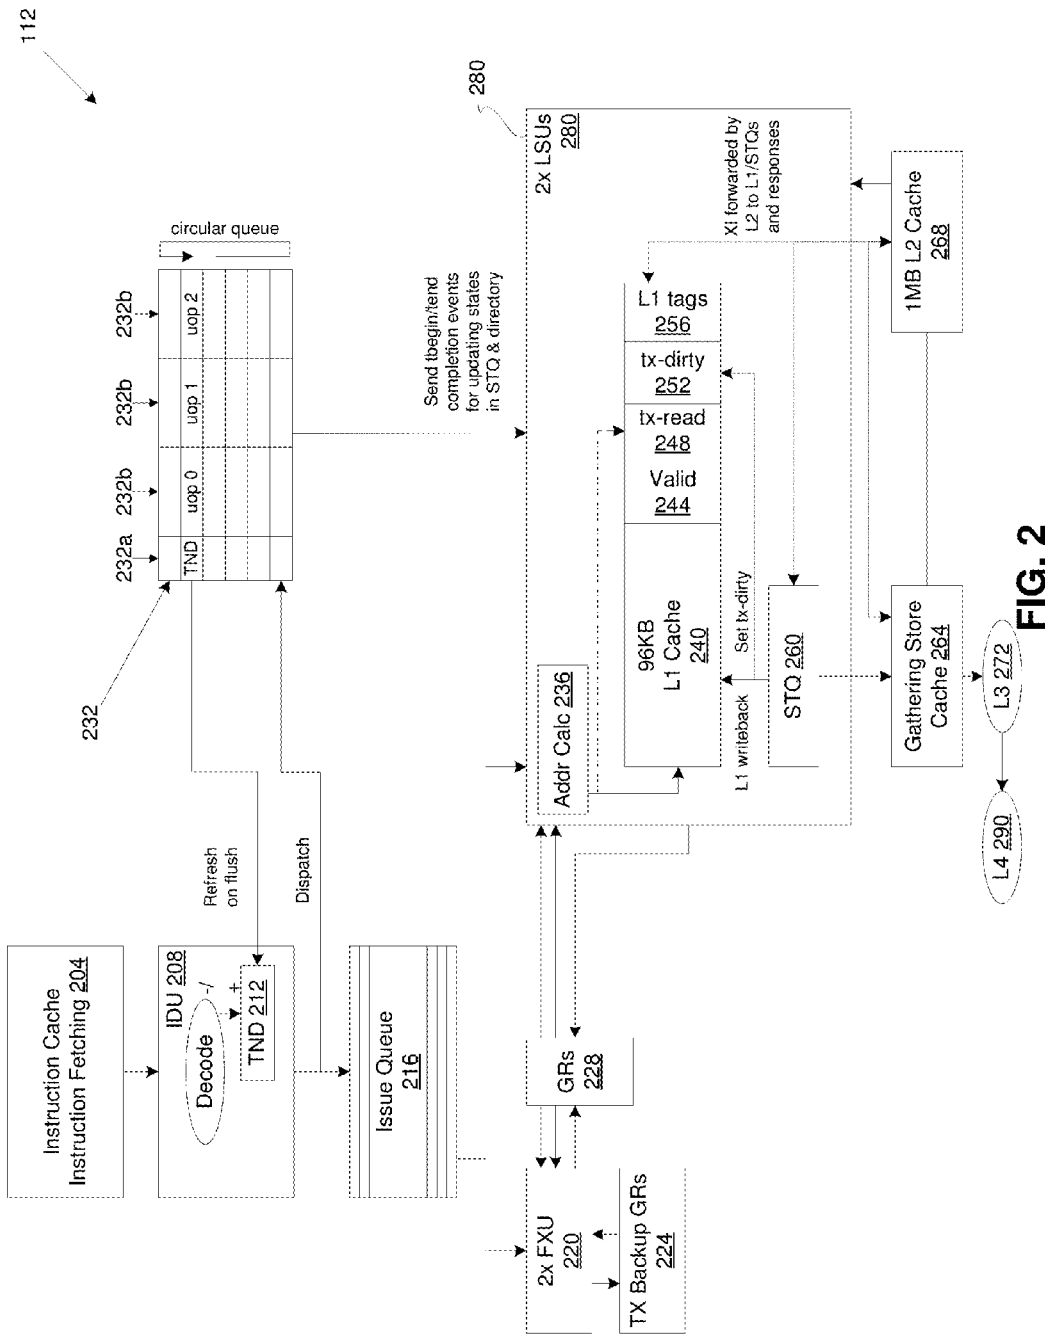 112
Instruction Cache
Instruction Fetching 204
IDU 208
Decode
-/
+
TND 212
Refresh
on flush
Dispatch
Issue Queue
216
232
232a
232b
232b
232b
TND
uop 0
uop 1
uop 2
circular queue
Send tbegin/tend
completion events
for updating states
in STQ & directory
2x FXU
220
TX Backup GRs
224
GRs
228
280
2x LSUs
280
Addr Calc 236
96KB
L1 Cache
240
Valid
244
tx-read
248
tx-dirty
252
L1 tags
256
L1 writeback
Set tx-dirty
XI forwarded by
L2 to L1/STQs
and responses
STQ 260
Gathering Store
Cache 264
1MB L2 Cache
268
L4 290
L3 272
FIG. 2